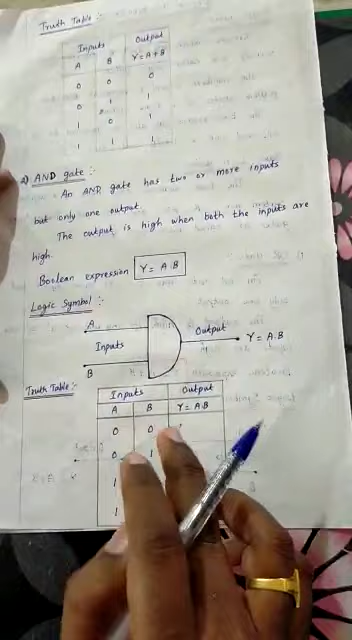 Truth Table :-
Inputs Output
A B Y = A + B
0 0 0
0 1 1
1 0 1
1 1 1
2) AND gate :-
An AND gate has two or more inputs
but only one output.
The output is high when both the inputs are
high.
Boolean expression Y = A.B
Logic Symbol :-
A
Inputs
Output
Y = A.B
B
Truth Table :-
Inputs Output
A B Y = A.B
0 0
0 1
1
1